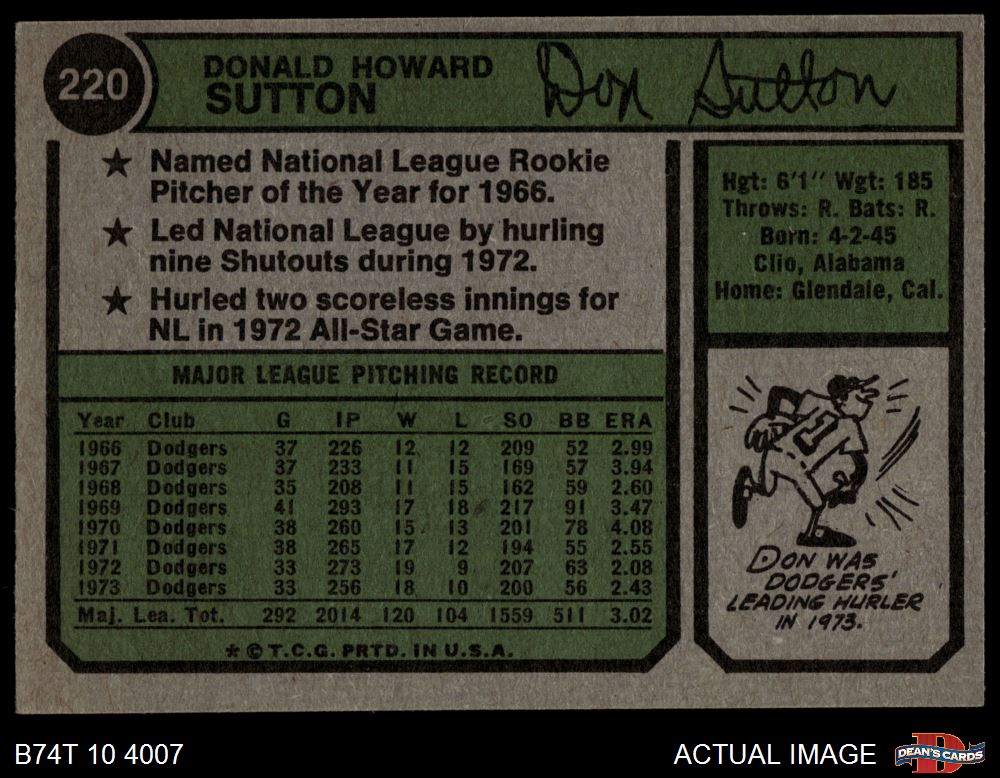 220
DONALD HOWARD
SUTTON
Don Sutton
★ Named National League Rookie
Pitcher of the Year for 1966.
★ Led National League by hurling
nine Shutouts during 1972.
★ Hurled two scoreless innings for
NL in 1972 All-Star Game.
Hgt: 6'1" Wgt: 185
Throws: R. Bats: R.
Born: 4-2-45
Clio, Alabama
Home: Glendale, Cal.
MAJOR LEAGUE PITCHING RECORD
Year Club G IP W L SO BB ERA
1966 Dodgers 37 226 12 12 209 52 2.99
1967 Dodgers 37 233 11 15 169 57 3.94
1968 Dodgers 35 208 11 15 162 59 2.60
1969 Dodgers 41 293 17 18 217 91 3.47
1970 Dodgers 38 260 15 13 201 78 4.08
1971 Dodgers 38 265 17 12 194 55 2.55
1972 Dodgers 33 273 19 9 207 63 2.08
1973 Dodgers 33 256 18 10 200 56 2.43
Maj. Lea. Tot. 292 2014 120 104 1559 511 3.02
* © T.C.G. PRTD. IN U.S.A.
DON WAS
DODGERS'
LEADING HURLER
IN 1973.
B74T 10 4007
ACTUAL IMAGE
DEAN'S CARDS